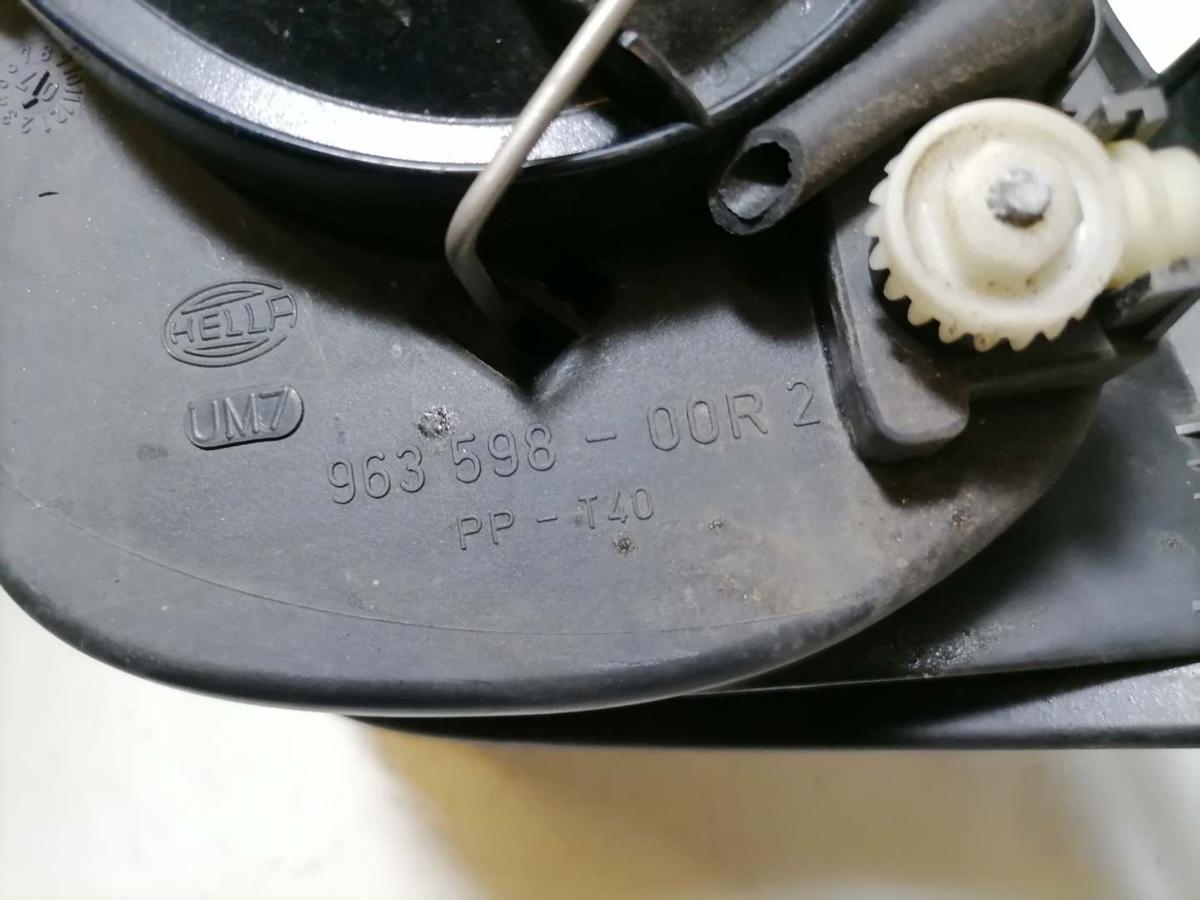 HELLA
UM7
963 598 - 00R 2
PP - T40